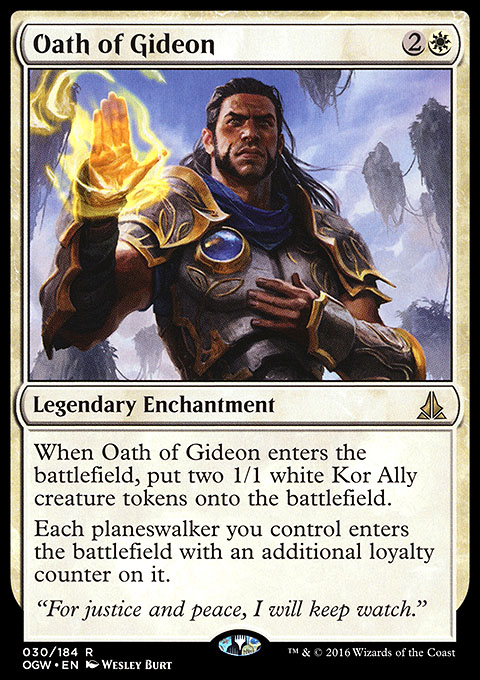 Oath of Gideon 2
Legendary Enchantment
When Oath of Gideon enters the
battlefield, put two 1/1 white Kor Ally
creature tokens onto the battlefield.
Each planeswalker you control enters
the battlefield with an additional loyalty
counter on it.
“For justice and peace, I will keep watch.”
030/184 R
OGW • EN Wesley Burt
™ & © 2016 Wizards of the Coast